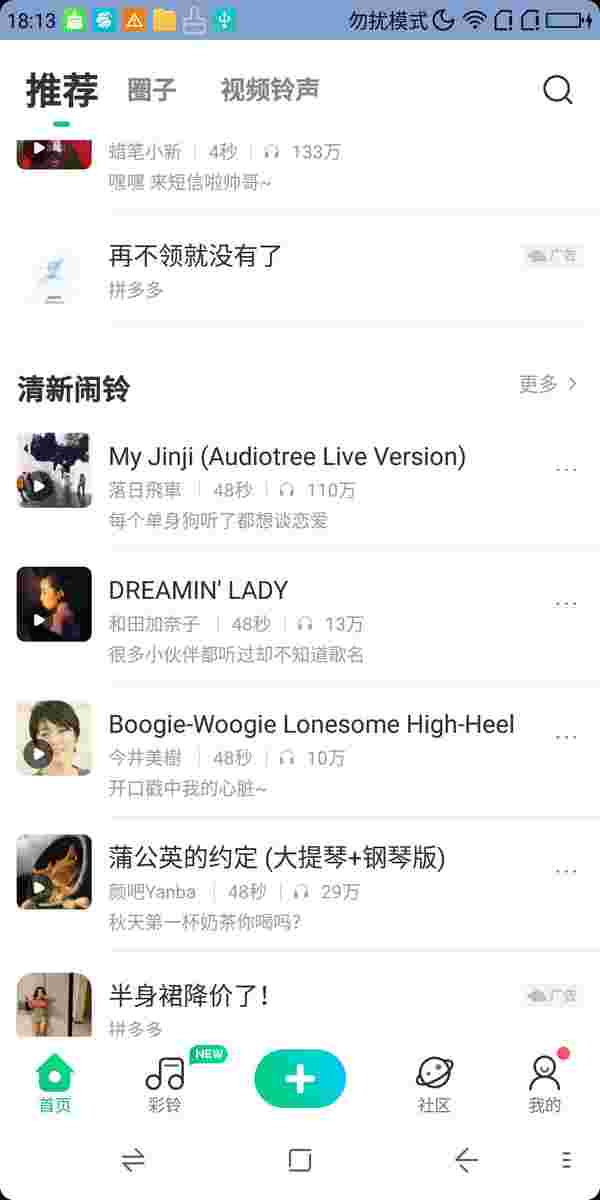 18:13 勿扰模式
推荐 圈子 视频铃声
蜡笔小新 4秒 133万
嘿嘿 来短信啦帅哥~
再不领就没有了 广告
拼多多
清新闹铃 更多
My Jinji (Audiotree Live Version)
落日飛車 48秒 110万
每个单身狗听了都想谈恋爱
DREAMIN' LADY
和田加奈子 48秒 13万
很多小伙伴都听过却不知道歌名
Boogie-Woogie Lonesome High-Heel
今井美樹 48秒 10万
开口戳中我的心脏~
蒲公英的约定 (大提琴+钢琴版)
颜吧Yanba 48秒 29万
秋天第一杯奶茶你喝吗?
半身裙降价了! 广告
拼多多
NEW
首页 彩铃 社区 我的